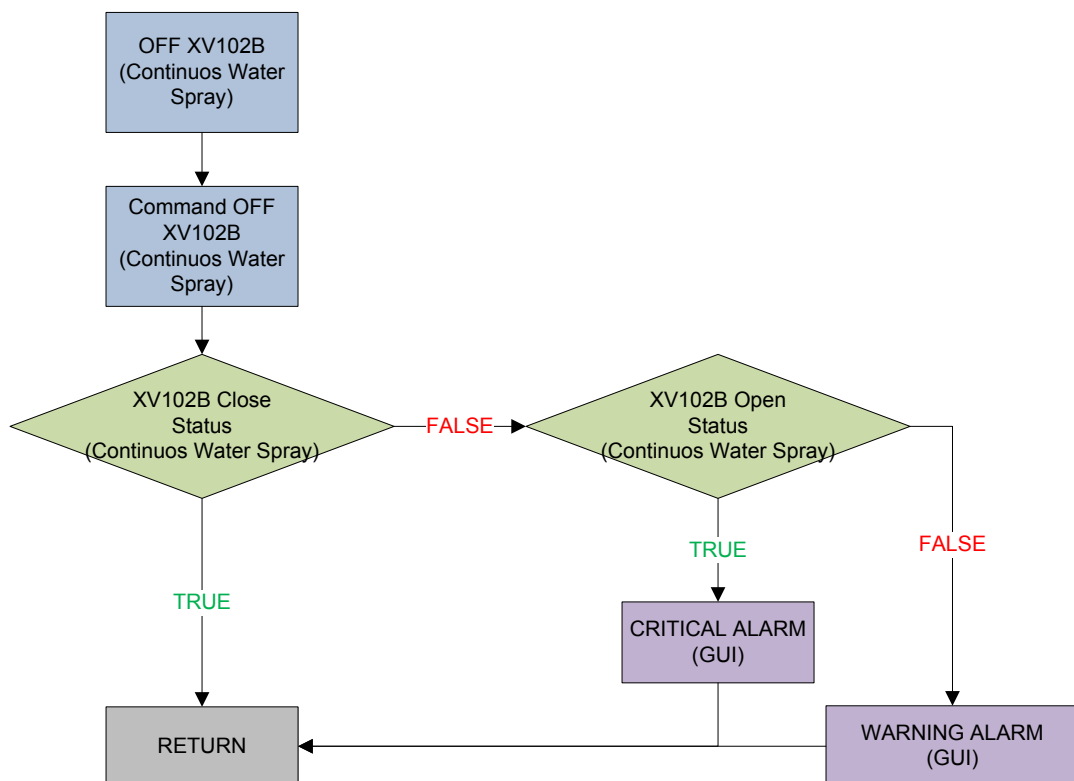 OFF XV102B
(Continuos Water
Spray)
Command OFF
XV102B
(Continuos Water
Spray)
XV102B Close
Status
(Continuos Water Spray)
FALSE
XV102B Open
Status
(Continuos Water Spray)
TRUE
FALSE
TRUE
CRITICAL ALARM
(GUI)
RETURN
WARNING ALARM
(GUI)